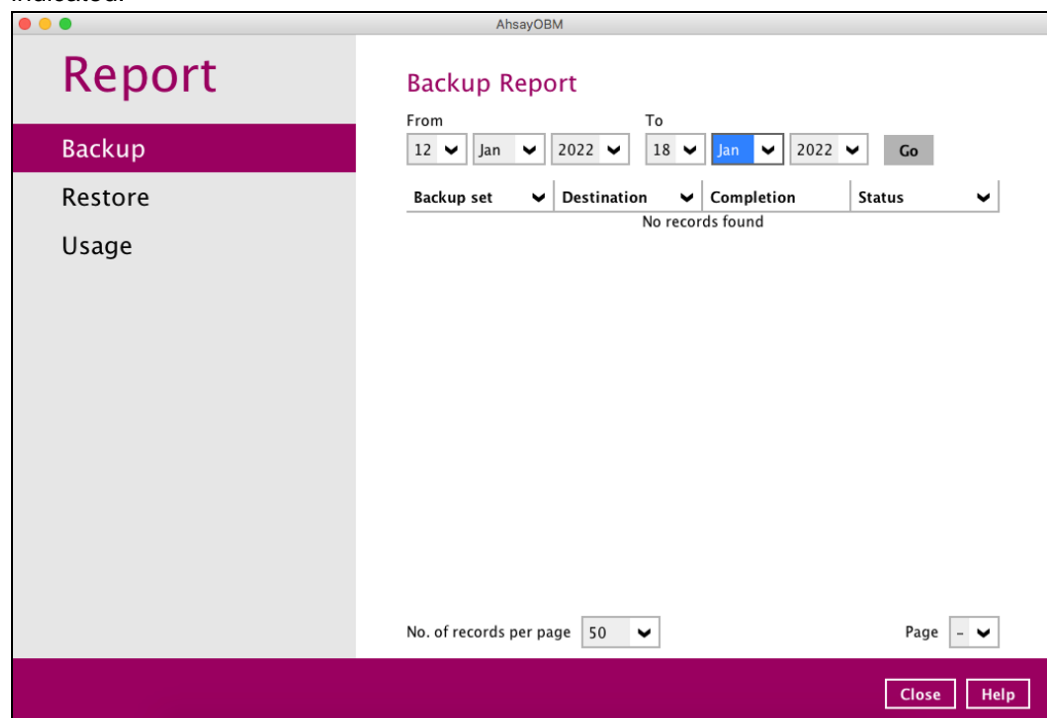 indicated.
AhsayOBM
Report
Backup
Restore
Usage
Backup Report
From To
12 Jan 2022 18 Jan 2022 Go
Backup set Destination Completion Status
No records found
No. of records per page 50 Page –
Close Help